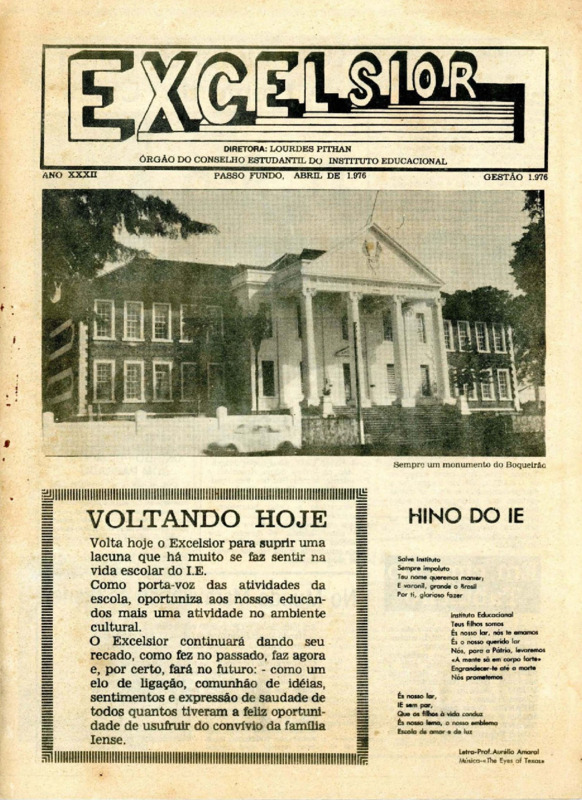 EXCELSIOR
DIRETORA: LOURDES PITHAN
ÓRGÃO DO CONSELHO ESTUDANTIL DO INSTITUTO EDUCACIONAL
ANO XXXII PASSO FUNDO, ABRIL DE 1.976 GESTÃO 1.976
Sempre um monumento do Boqueirão
VOLTANDO HOJE
Volta hoje o Excelsior para suprir uma
lacuna que há muito se faz sentir na
vida escolar do I.E.
Como porta-voz das atividades da
escola, oportuniza aos nossos educan-
dos mais uma atividade no ambiente
cultural.
O Excelsior continuará dando seu
recado, como fez no passado, faz agora
e, por certo, fará no futuro: - como um
elo de ligação, comunhão de idéias,
sentimentos e expressão de saudade de
todos quantos tiveram a feliz oportuni-
dade de usufruir do convívio da família
Iense.
HINO DO IE
Salve Instituto
Sempre impoluto
Teu nome queremos manter;
E varonil, grande o Brasil
Por ti, glorioso fazer
Instituto Educacional
Teus filhos somos
És nosso lar, nós te amamos
És o nosso querido lar
Nós, para a Pátria, levaremos
«A mente sã em corpo forte»
Engrandecer-te até a morte
Nós prometemos
És nosso lar,
IE sem par,
Que os filhos à vida conduz
És nosso lema, o nosso emblema
Escola de amor e de luz
Letra-Prof. Aurélio Amaral
Música-«The Eyes of Texas»